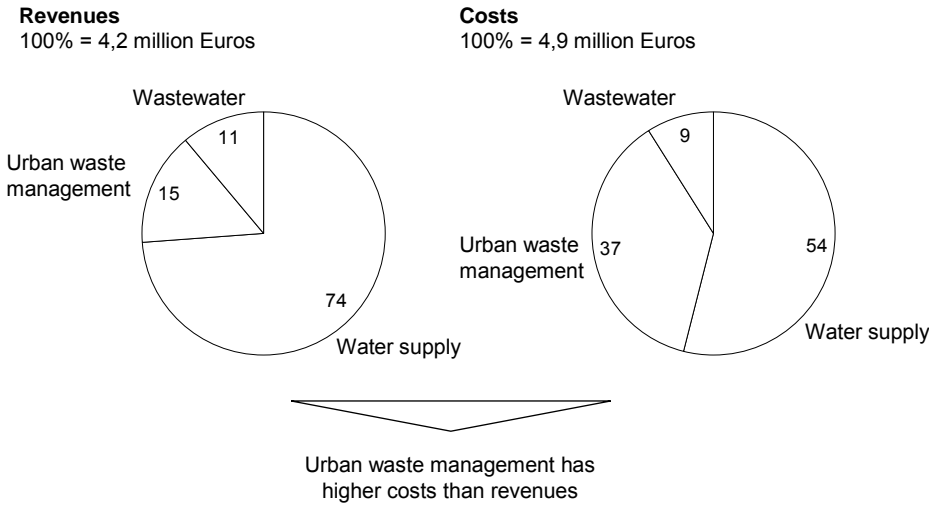 Revenues
100% = 4,2 million Euros
Wastewater
11
Urban waste
management
15
74
Water supply
Costs
100% = 4,9 million Euros
Wastewater
9
Urban waste
management
37
54
Water supply
Urban waste management has
higher costs than revenues